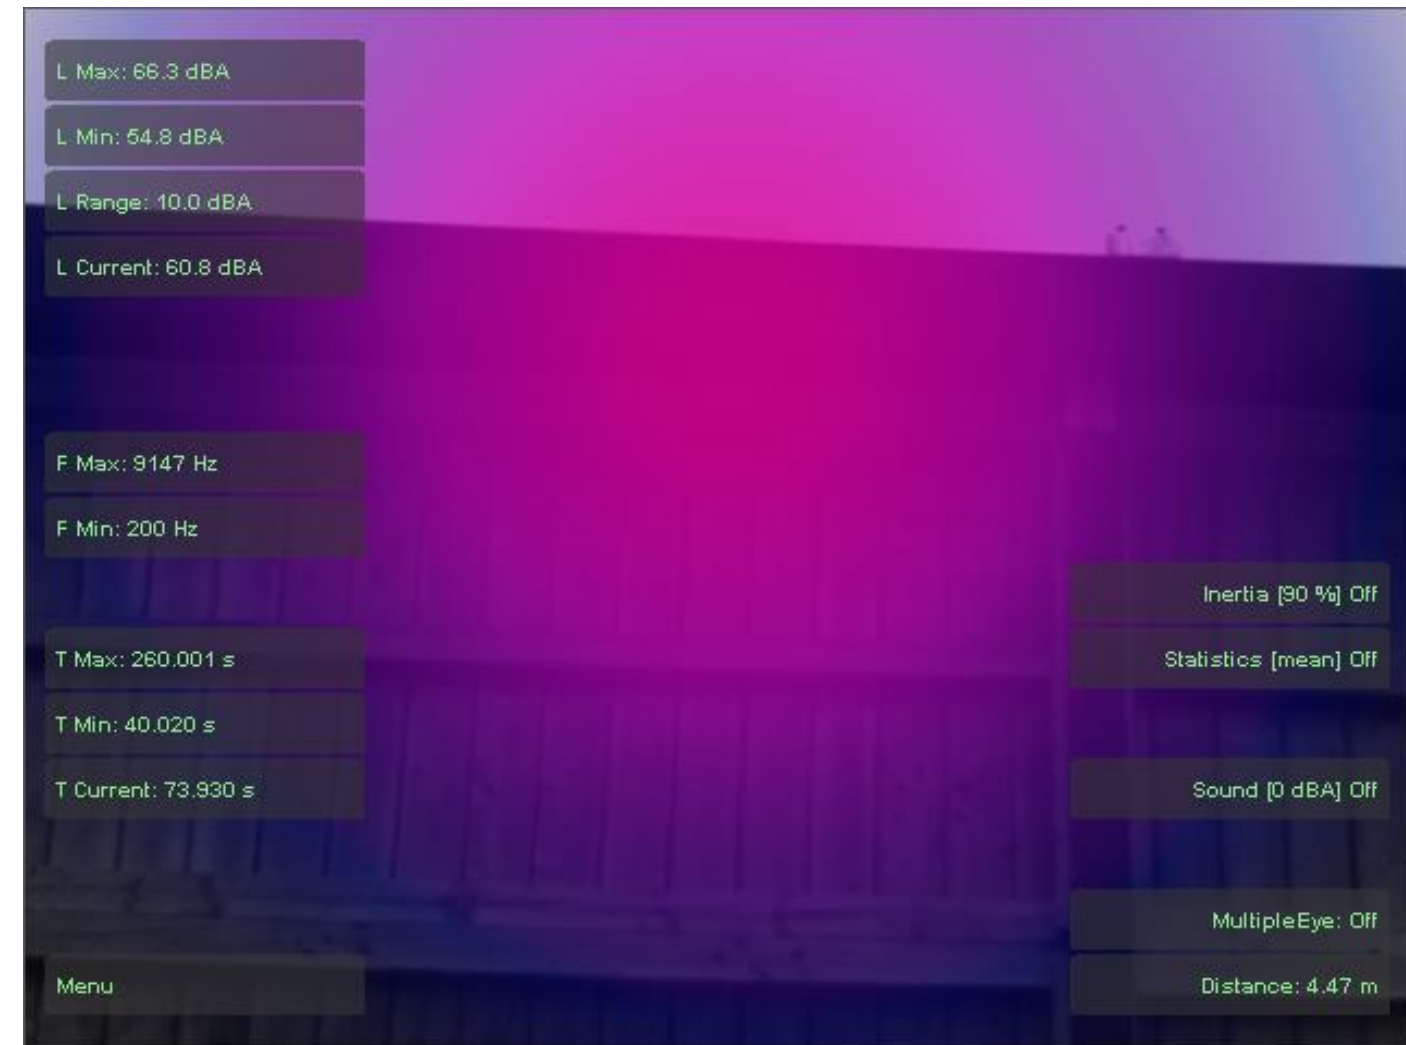 L Max: 66.3 dBA
L Min: 54.8 dBA
L Range: 10.0 dBA
L Current: 60.8 dBA
F Max: 9147 Hz
F Min: 200 Hz
T Max: 260.001 s
T Min: 40.020 s
T Current: 73.930 s
Menu
Inertia [90 %] Off
Statistics [mean] Off
Sound [0 dBA] Off
MultipleEye: Off
Distance: 4.47 m